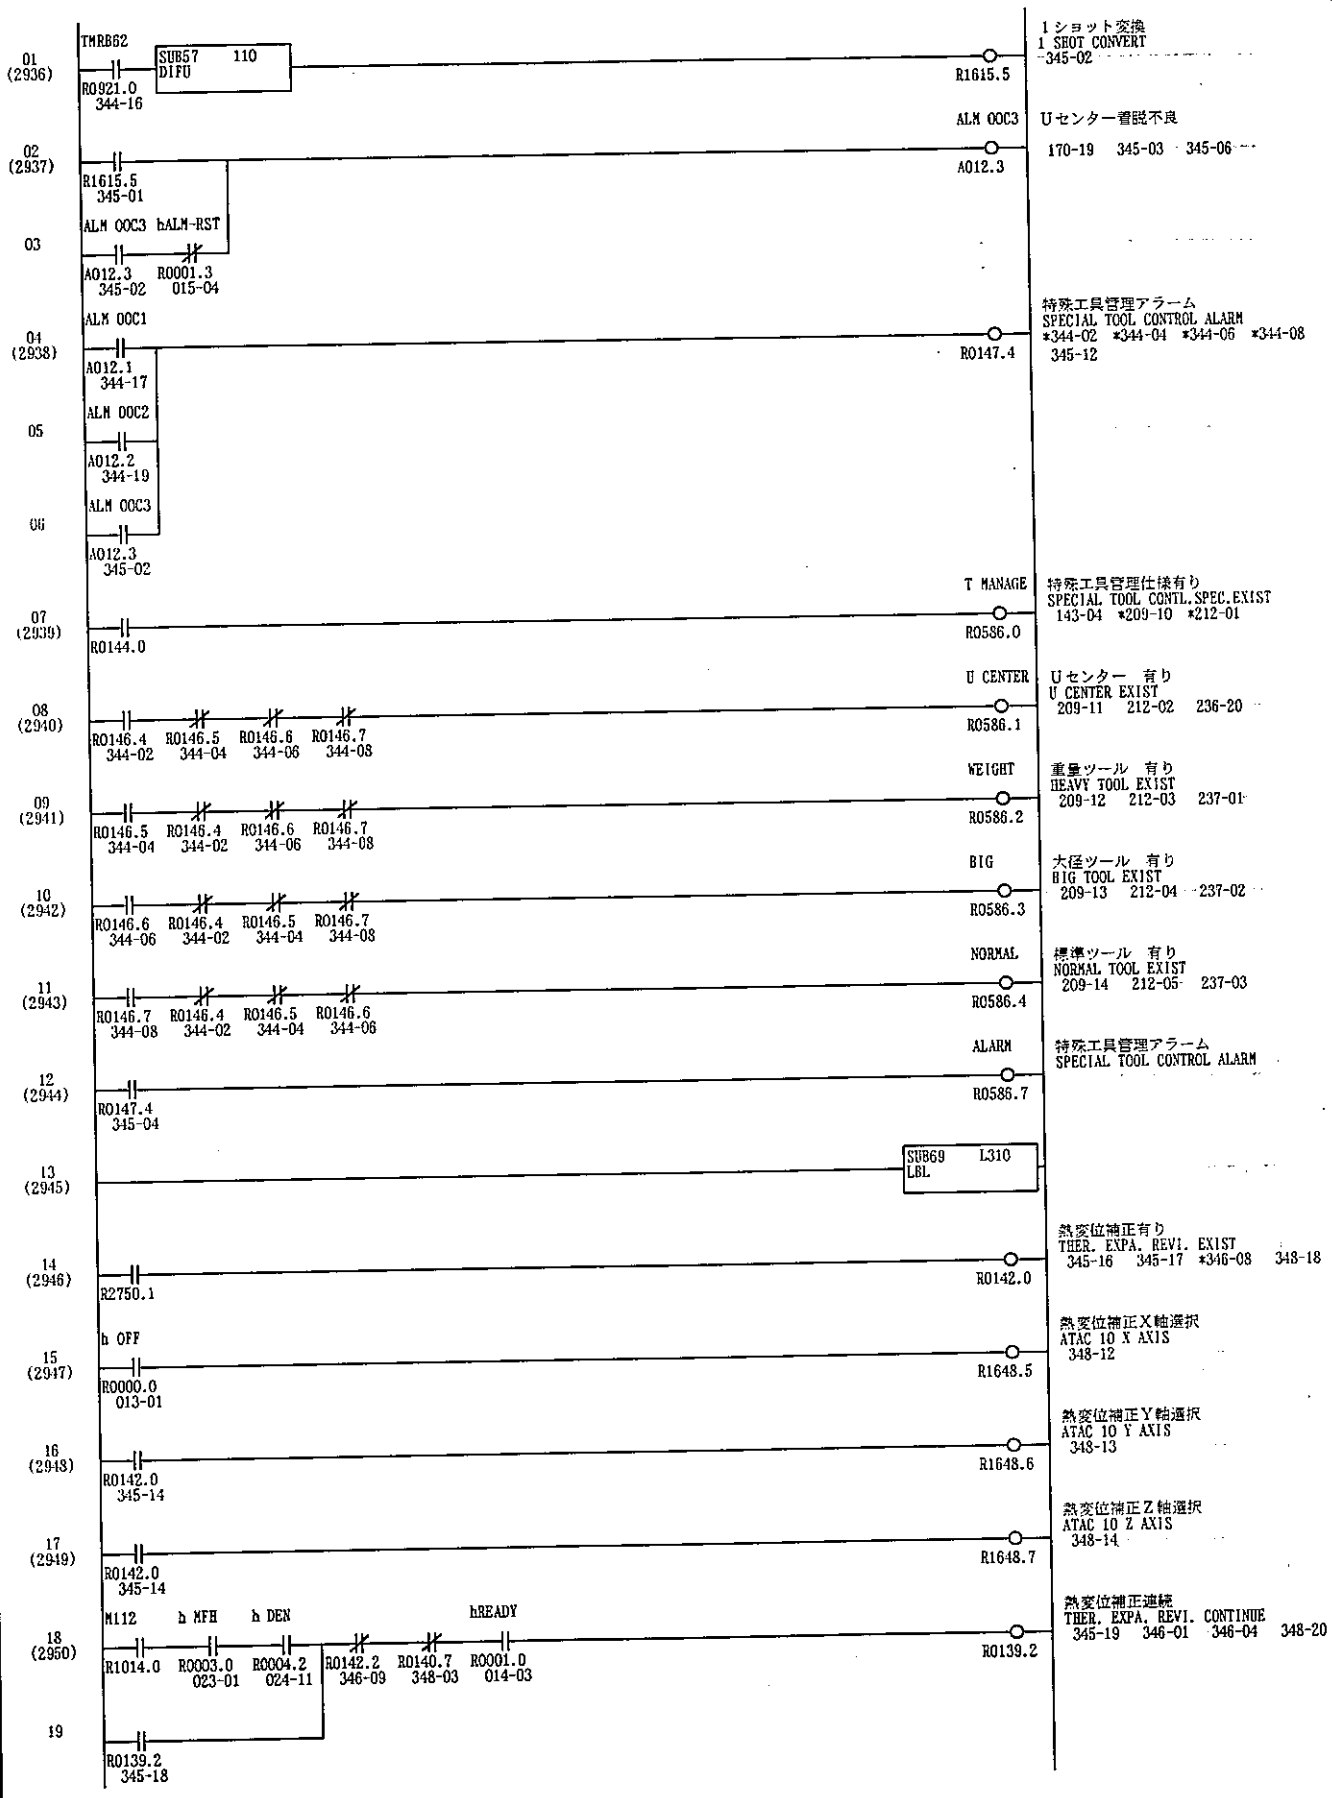 1ショット変換
TMRB62
1 SHOT CONVERT
01
(2936)
SUB57 110
DIFU
345-02
R0921.0
344-16
R1615.5
ALM 00C3 Uセンター着脱不良
02
(2937)
170-19 345-03 345-06
R1615.5
345-01
A012.3
ALM 00C3 hALM-RST
03
A012.3 R0001.3
345-02 015-04
特殊工具管理アラーム
ALM 00C1
SPECIAL TOOL CONTROL ALARM
04
(2938)
*344-02 *344-04 *344-06 *344-08
R0147.4 345-12
A012.1
344-17
ALM 00C2
05
A012.2
344-19
ALM 00C3
06
A012.3
345-02
T MANAGE 特殊工具管理仕様有り
SPECIAL TOOL CONTL.SPEC.EXIST
07
(2939)
143-04 *209-10 *212-01
R0144.0
R0586.0
U CENTER Uセンター 有り
U CENTER EXIST
08
(2940)
209-11 212-02 236-20
R0586.1
R0146.4 R0146.5 R0146.6 R0146.7
344-02 344-04 344-06 344-08
WEIGHT 重量ツール 有り
HEAVY TOOL EXIST
09
(2941)
209-12 212-03 237-01
R0586.2
R0146.5 R0146.4 R0146.6 R0146.7
344-04 344-02 344-06 344-08
BIG 大径ツール 有り
BIG TOOL EXIST
10
(2942)
209-13 212-04 237-02
R0586.3
R0146.6 R0146.4 R0146.5 R0146.7
344-06 344-02 344-04 344-08
NORMAL 標準ツール 有り
NORMAL TOOL EXIST
11
(2943)
209-14 212-05 237-03
R0586.4
R0146.7 R0146.4 R0146.5 R0146.6
344-08 344-02 344-04 344-06
ALARM 特殊工具管理アラーム
SPECIAL TOOL CONTROL ALARM
12
(2944)
R0586.7
R0147.4
345-04
13
(2945)
SUB69 L310
LBL
熱変位補正有り
THER. EXPA. REVI. EXIST
14
(2946)
345-16 345-17 *346-08 348-18
R2750.1
R0142.0
熱変位補正X軸選択
h OFF
ATAC 10 X AXIS
15
(2947)
348-12
R0000.0
013-01
R1648.5
熱変位補正Y軸選択
ATAC 10 Y AXIS
16
(2948)
348-13
R0142.0
345-14
R1648.6
熱変位補正Z軸選択
ATAC 10 Z AXIS
17
(2949)
348-14
R0142.0
345-14
R1648.7
熱変位補正連続
M112 h MFH h DEN hREADY
THER. EXPA. REVI. CONTINUE
18
(2950)
345-19 346-01 346-04 348-20
R0139.2
R1014.0 R0003.0 R0004.2 R0142.2 R0140.7 R0001.0
023-01 024-11 346-09 348-03 014-03
19
R0139.2
345-18